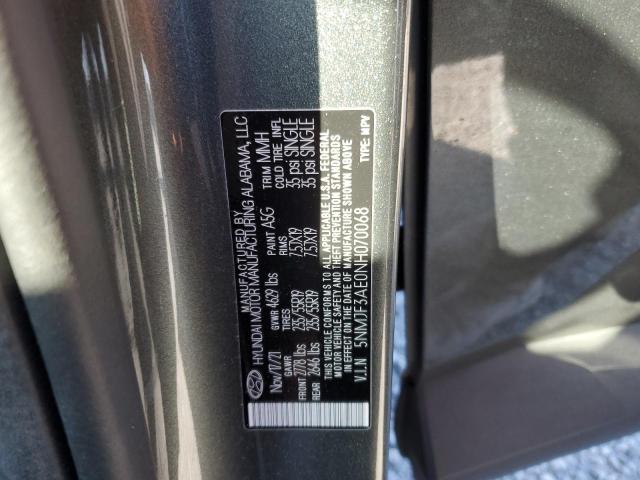 MANUFACTURED BY
HYUNDAI MOTOR MANUFACTURING ALABAMA, LLC
Nov/17/21 GVWR 4629 lbs PAINT A5G TRIM MMH
GAWR TIRES RIMS COLD TIRE INFL
FRONT 2778 lbs 235/55R19 7.5JX19 35 psi SINGLE
REAR 2646 lbs 235/55R19 7.5JX19 35 psi SINGLE
THIS VEHICLE CONFORMS TO ALL APPLICABLE U.S.A. FEDERAL
MOTOR VEHICLE SAFETY AND THEFT PREVENTION STANDARDS
IN EFFECT ON THE DATE OF MANUFACTURE SHOWN ABOVE
V.I.N 5NMJF3AE0NH070068 TYPE: MPV